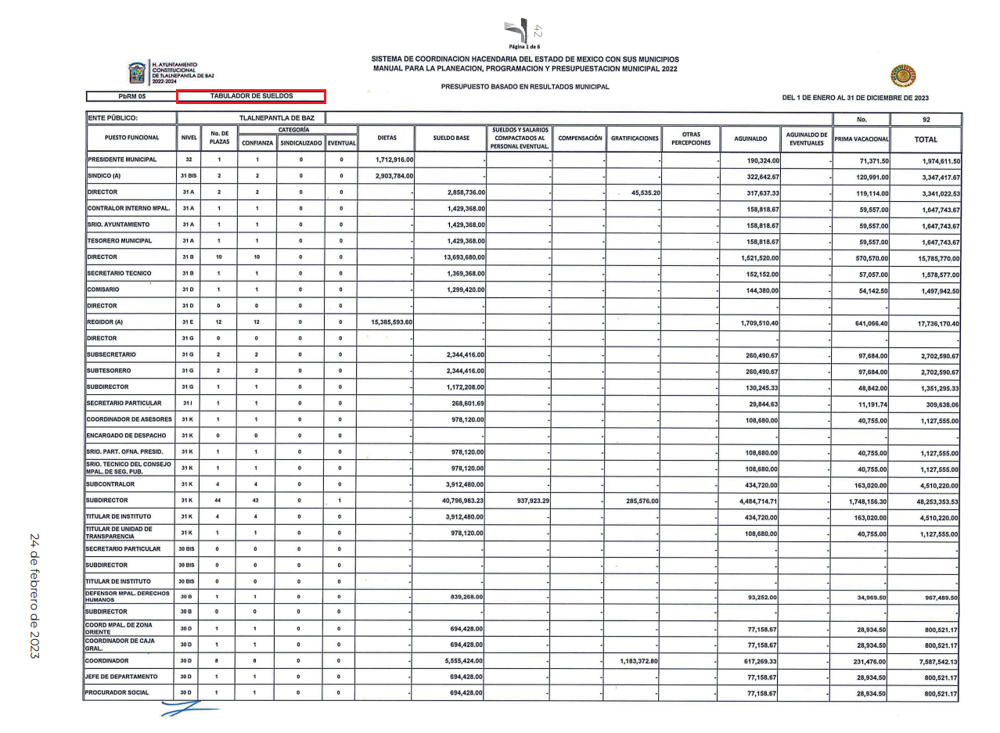 42
Página 1 de 6
SISTEMA DE COORDINACION HACENDARIA DEL ESTADO DE MEXICO CON SUS MUNICIPIOS
MANUAL PARA LA PLANEACIÓN, PROGRAMACION Y PRESUPUESTACION MUNICIPAL 2022
H. AYUNTAMIENTO
CONSTITUCIONAL
DE TLALNEPANTLA DE BAZ
2022-2024
PRESUPUESTO BASADO EN RESULTADOS MUNICIPAL
PbRM 05 TABULADOR DE SUELDOS DEL 1 DE ENERO AL 31 DE DICIEMBRE DE 2023
ENTE PÚBLICO: TLALNEPANTLA DE BAZ No. 92
PUESTO FUNCIONAL NIVEL No. DE PLAZAS CATEGORÍA CONFIANZA SINDICALIZADO EVENTUAL DIETAS SUELDO BASE SUELDOS Y SALARIOS COMPACTADOS AL PERSONAL EVENTUAL. COMPENSACIÓN GRATIFICACIONES OTRAS PERCEPCIONES AGUINALDO AGUINALDO DE EVENTUALES PRIMA VACACIONAL TOTAL
PRESIDENTE MUNICIPAL 32 1 1 0 0 1,712,916.00 - - - - - 190,324.00 - 71,371.50 1,974,611.50
SINDICO (A) 31 BIS 2 2 0 0 2,903,784.00 - - - - - 322,642.67 - 120,991.00 3,347,417.67
DIRECTOR 31 A 2 2 0 0 - 2,858,736.00 - - 45,535.20 - 317,637.33 - 119,114.00 3,341,022.53
CONTRALOR INTERNO MPAL. 31 A 1 1 0 0 - 1,429,368.00 - - - - 158,818.67 - 59,557.00 1,647,743.67
SRIO. AYUNTAMIENTO 31 A 1 1 0 0 - 1,429,368.00 - - - - 158,818.67 - 59,557.00 1,647,743.67
TESORERO MUNICIPAL 31 A 1 1 0 0 - 1,429,368.00 - - - - 158,818.67 - 59,557.00 1,647,743.67
DIRECTOR 31 B 10 10 0 0 - 13,693,680.00 - - - - 1,521,520.00 - 570,570.00 15,785,770.00
SECRETARIO TECNICO 31 B 1 1 0 0 - 1,369,368.00 - - - - 152,152.00 - 57,057.00 1,578,577.00
COMISARIO 31 D 1 1 0 0 - 1,299,420.00 - - - - 144,380.00 - 54,142.50 1,497,942.50
DIRECTOR 31 D 0 0 0 0 - - - - - - - - - -
REGIDOR (A) 31 E 12 12 0 0 15,385,593.60 - - - - - 1,709,510.40 - 641,066.40 17,736,170.40
DIRECTOR 31 G 0 0 0 0 - - - - - - - - - -
SUBSECRETARIO 31 G 2 2 0 0 - 2,344,416.00 - - - - 260,490.67 - 97,684.00 2,702,590.67
SUBTESORERO 31 G 2 2 0 0 - 2,344,416.00 - - - - 260,490.67 - 97,684.00 2,702,590.67
SUBDIRECTOR 31 G 1 1 0 0 - 1,172,208.00 - - - - 130,245.33 - 48,842.00 1,351,295.33
SECRETARIO PARTICULAR 31 I 1 1 0 0 - 268,601.69 - - - - 29,844.63 - 11,191.74 309,638.06
COORDINADOR DE ASESORES 31 K 1 1 0 0 - 978,120.00 - - - - 108,680.00 - 40,755.00 1,127,555.00
ENCARGADO DE DESPACHO 31 K 0 0 0 0 - - - - - - - - - -
SRIO. PART. OFNA. PRESID. 31 K 1 1 0 0 - 978,120.00 - - - - 108,680.00 - 40,755.00 1,127,555.00
SRIO. TECNICO DEL CONSEJO MPAL. DE SEG. PUB. 31 K 1 1 0 0 - 978,120.00 - - - - 108,680.00 - 40,755.00 1,127,555.00
SUBCONTRALOR 31 K 4 4 0 0 - 3,912,480.00 - - - - 434,720.00 - 163,020.00 4,510,220.00
SUBDIRECTOR 31 K 44 43 0 1 - 40,796,983.23 937,923.29 - 285,576.00 - 4,484,714.71 - 1,748,156.30 48,253,353.53
TITULAR DE INSTITUTO 31 K 4 4 0 0 - 3,912,480.00 - - - - 434,720.00 - 163,020.00 4,510,220.00
TITULAR DE UNIDAD DE TRANSPARENCIA 31 K 1 1 0 0 - 978,120.00 - - - - 108,680.00 - 40,755.00 1,127,555.00
SECRETARIO PARTICULAR 30 BIS 0 0 0 0 - - - - - - - - - -
SUBDIRECTOR 30 BIS 0 0 0 0 - - - - - - - - - -
TITULAR DE INSTITUTO 30 BIS 0 0 0 0 - - - - - - - - - -
DEFENSOR MPAL. DERECHOS HUMANOS 30 B 1 1 0 0 - 839,268.00 - - - - 93,252.00 - 34,969.50 967,489.50
SUBDIRECTOR 30 B 0 0 0 0 - - - - - - - - - -
COORD MPAL. DE ZONA ORIENTE 30 D 1 1 0 0 - 694,428.00 - - - - 77,158.67 - 28,934.50 800,521.17
COORDINADOR DE CAJA GRAL. 30 D 1 1 0 0 - 694,428.00 - - - - 77,158.67 - 28,934.50 800,521.17
COORDINADOR 30 D 8 8 0 0 - 5,555,424.00 - - 1,183,372.80 - 617,269.33 - 231,476.00 7,587,542.13
JEFE DE DEPARTAMENTO 30 D 1 1 0 0 - 694,428.00 - - - - 77,158.67 - 28,934.50 800,521.17
PROCURADOR SOCIAL 30 D 1 1 0 0 - 694,428.00 - - - - 77,158.67 - 28,934.50 800,521.17
24 de febrero de 2023